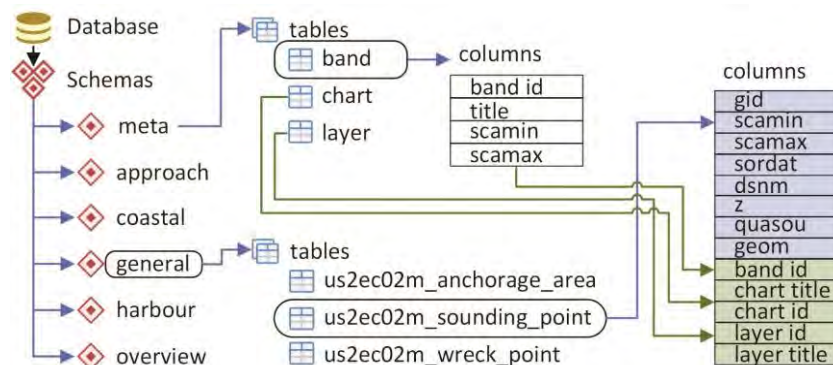 Database
Schemas
meta
approach
coastal
general
harbour
overview
tables
band
chart
layer
columns
band id
title
scamin
scamax
tables
us2ec02m_anchorage_area
us2ec02m_sounding_point
us2ec02m_wreck_point
columns
gid
scamin
scamax
sordat
dsnm
z
quasou
geom
band id
chart title
chart id
layer id
layer title